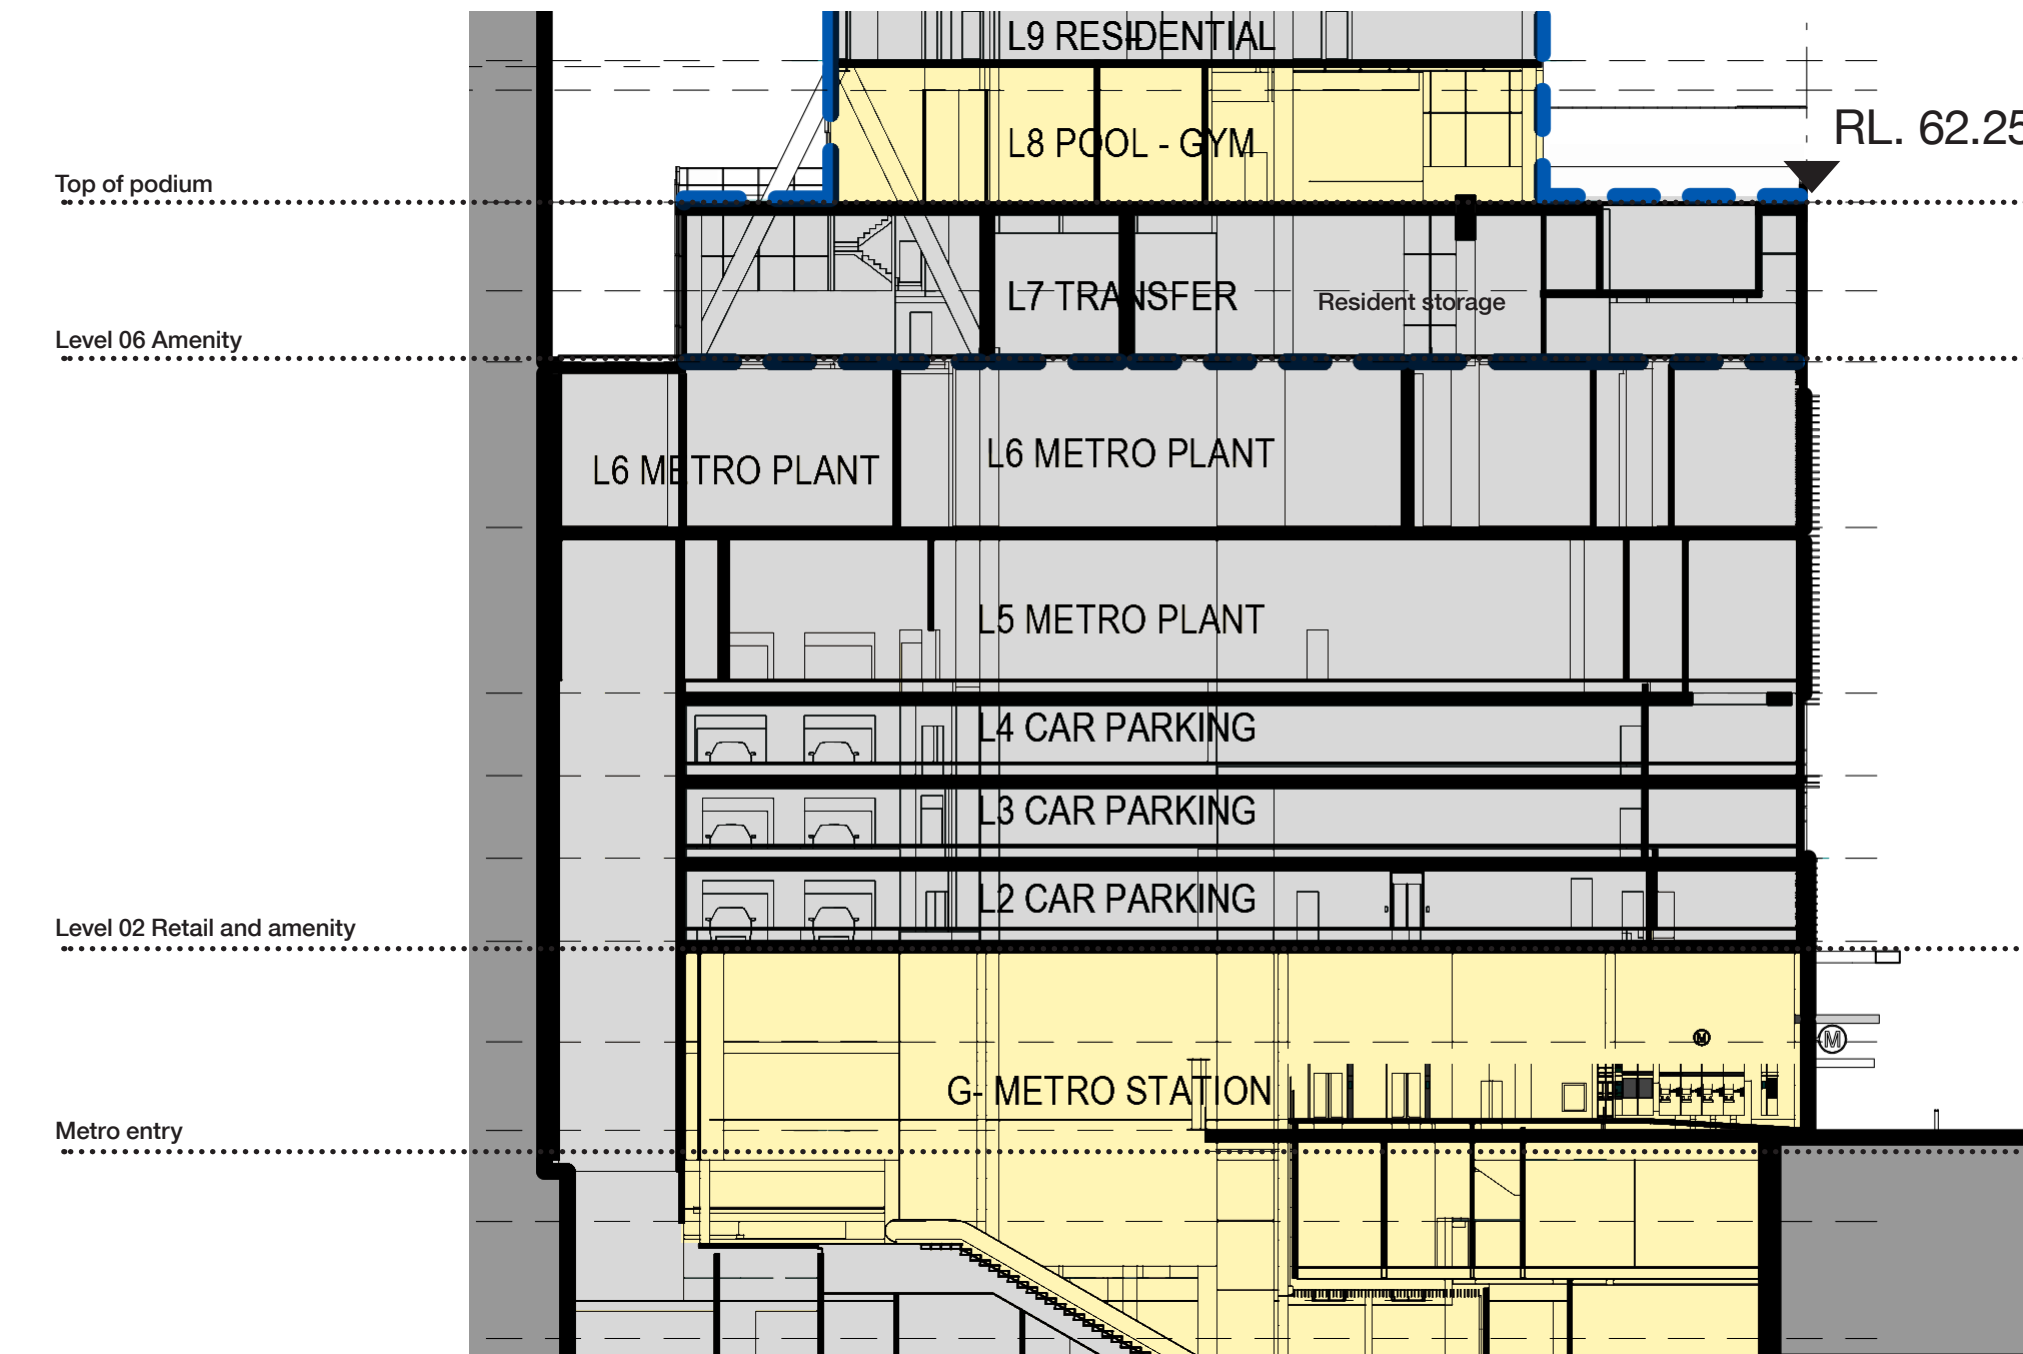 L9 RESIDENTIAL
RL. 62.25
L8 POOL - GYM
Top of podium
L7 TRANSFER
Resident storage
Level 06 Amenity
L6 METRO PLANT
L6 METRO PLANT
L5 METRO PLANT
L4 CAR PARKING
L3 CAR PARKING
L2 CAR PARKING
Level 02 Retail and amenity
M
M
G- METRO STATION
Metro entry